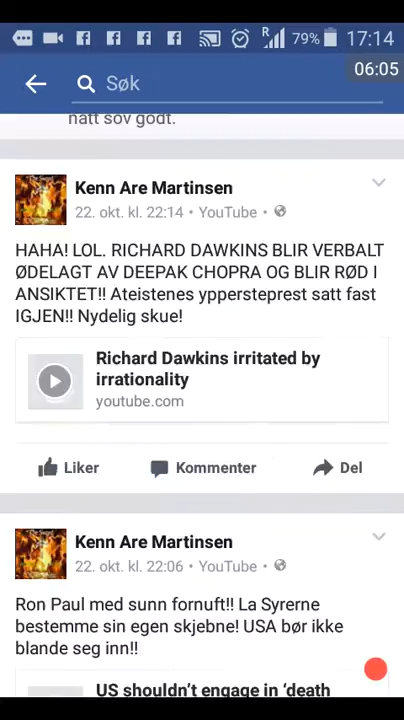 R 79% 17:14
06:05
Søk
natt sov godt.
Kenn Are Martinsen
22. okt. kl. 22:14 • YouTube •
HAHA! LOL. RICHARD DAWKINS BLIR VERBALT
ØDELAGT AV DEEPAK CHOPRA OG BLIR RØD I
ANSIKTET!! Ateistenes yppersteprest satt fast
IGJEN!! Nydelig skue!
Richard Dawkins irritated by
irrationality
youtube.com
Liker Kommenter Del
Kenn Are Martinsen
22. okt. kl. 22:06 • YouTube •
Ron Paul med sunn fornuft!! La Syrerne
bestemme sin egen skjebne! USA bør ikke
blande seg inn!!
US shouldn't engage in 'death